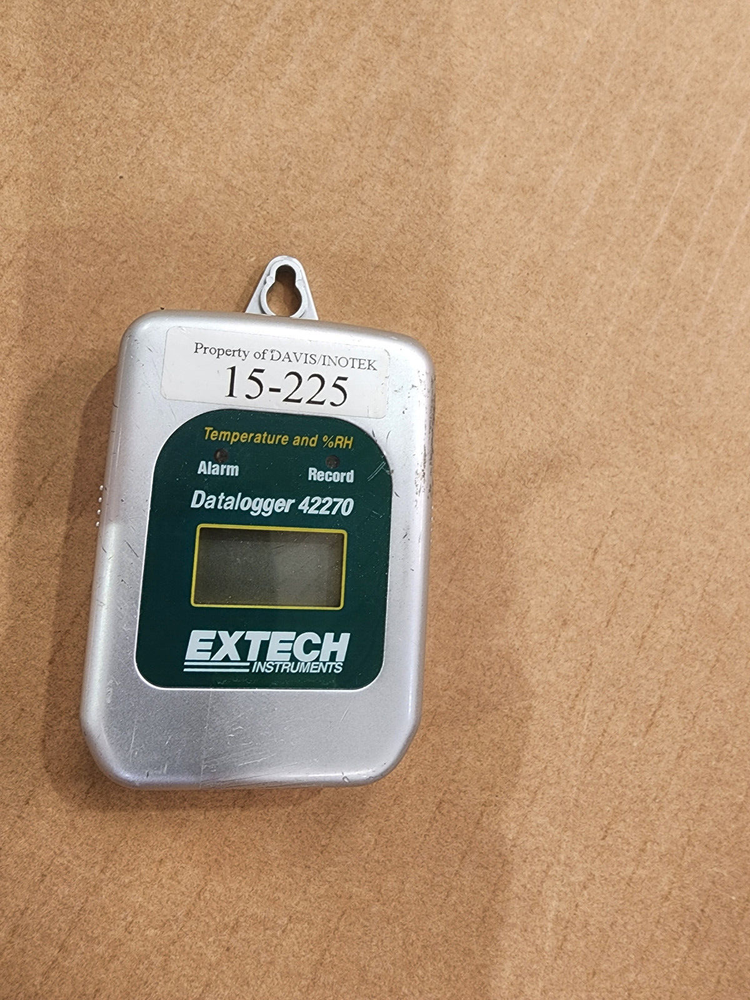 Property of DAVIS/INOTEK
15-225
Temperature and %RH
Alarm Record
Datalogger 42270
EXTECH
INSTRUMENTS